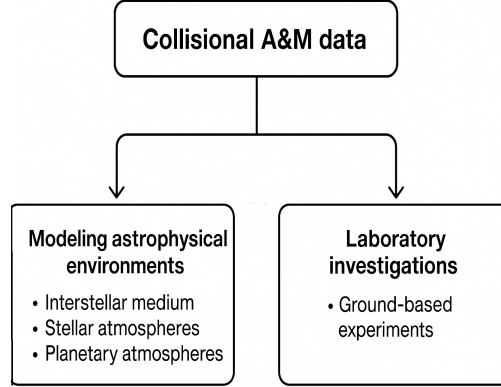 Collisional A&M data
Modeling astrophysical
environments
• Interstellar medium
• Stellar atmospheres
• Planetary atmospheres
Laboratory
investigations
• Ground-based
experiments